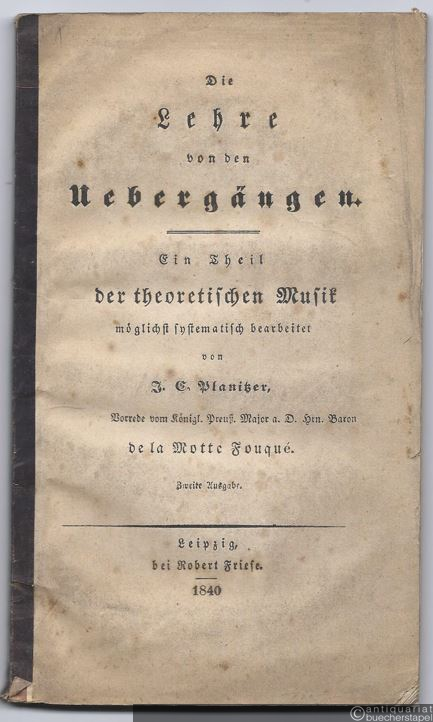 Die
Lehre
von den
Uebergängen.
Ein Theil
der theoretischen Musik
möglichst systematisch bearbeitet
von
J. C. Planitzer,
Vorrede vom Königl. Preuß. Major a. D. Hrn. Baron
de la Motte Fouqué.
Zweite Ausgabe.
Leipzig,
bei Robert Friese.
1840
©antiquariat
buecherstapel